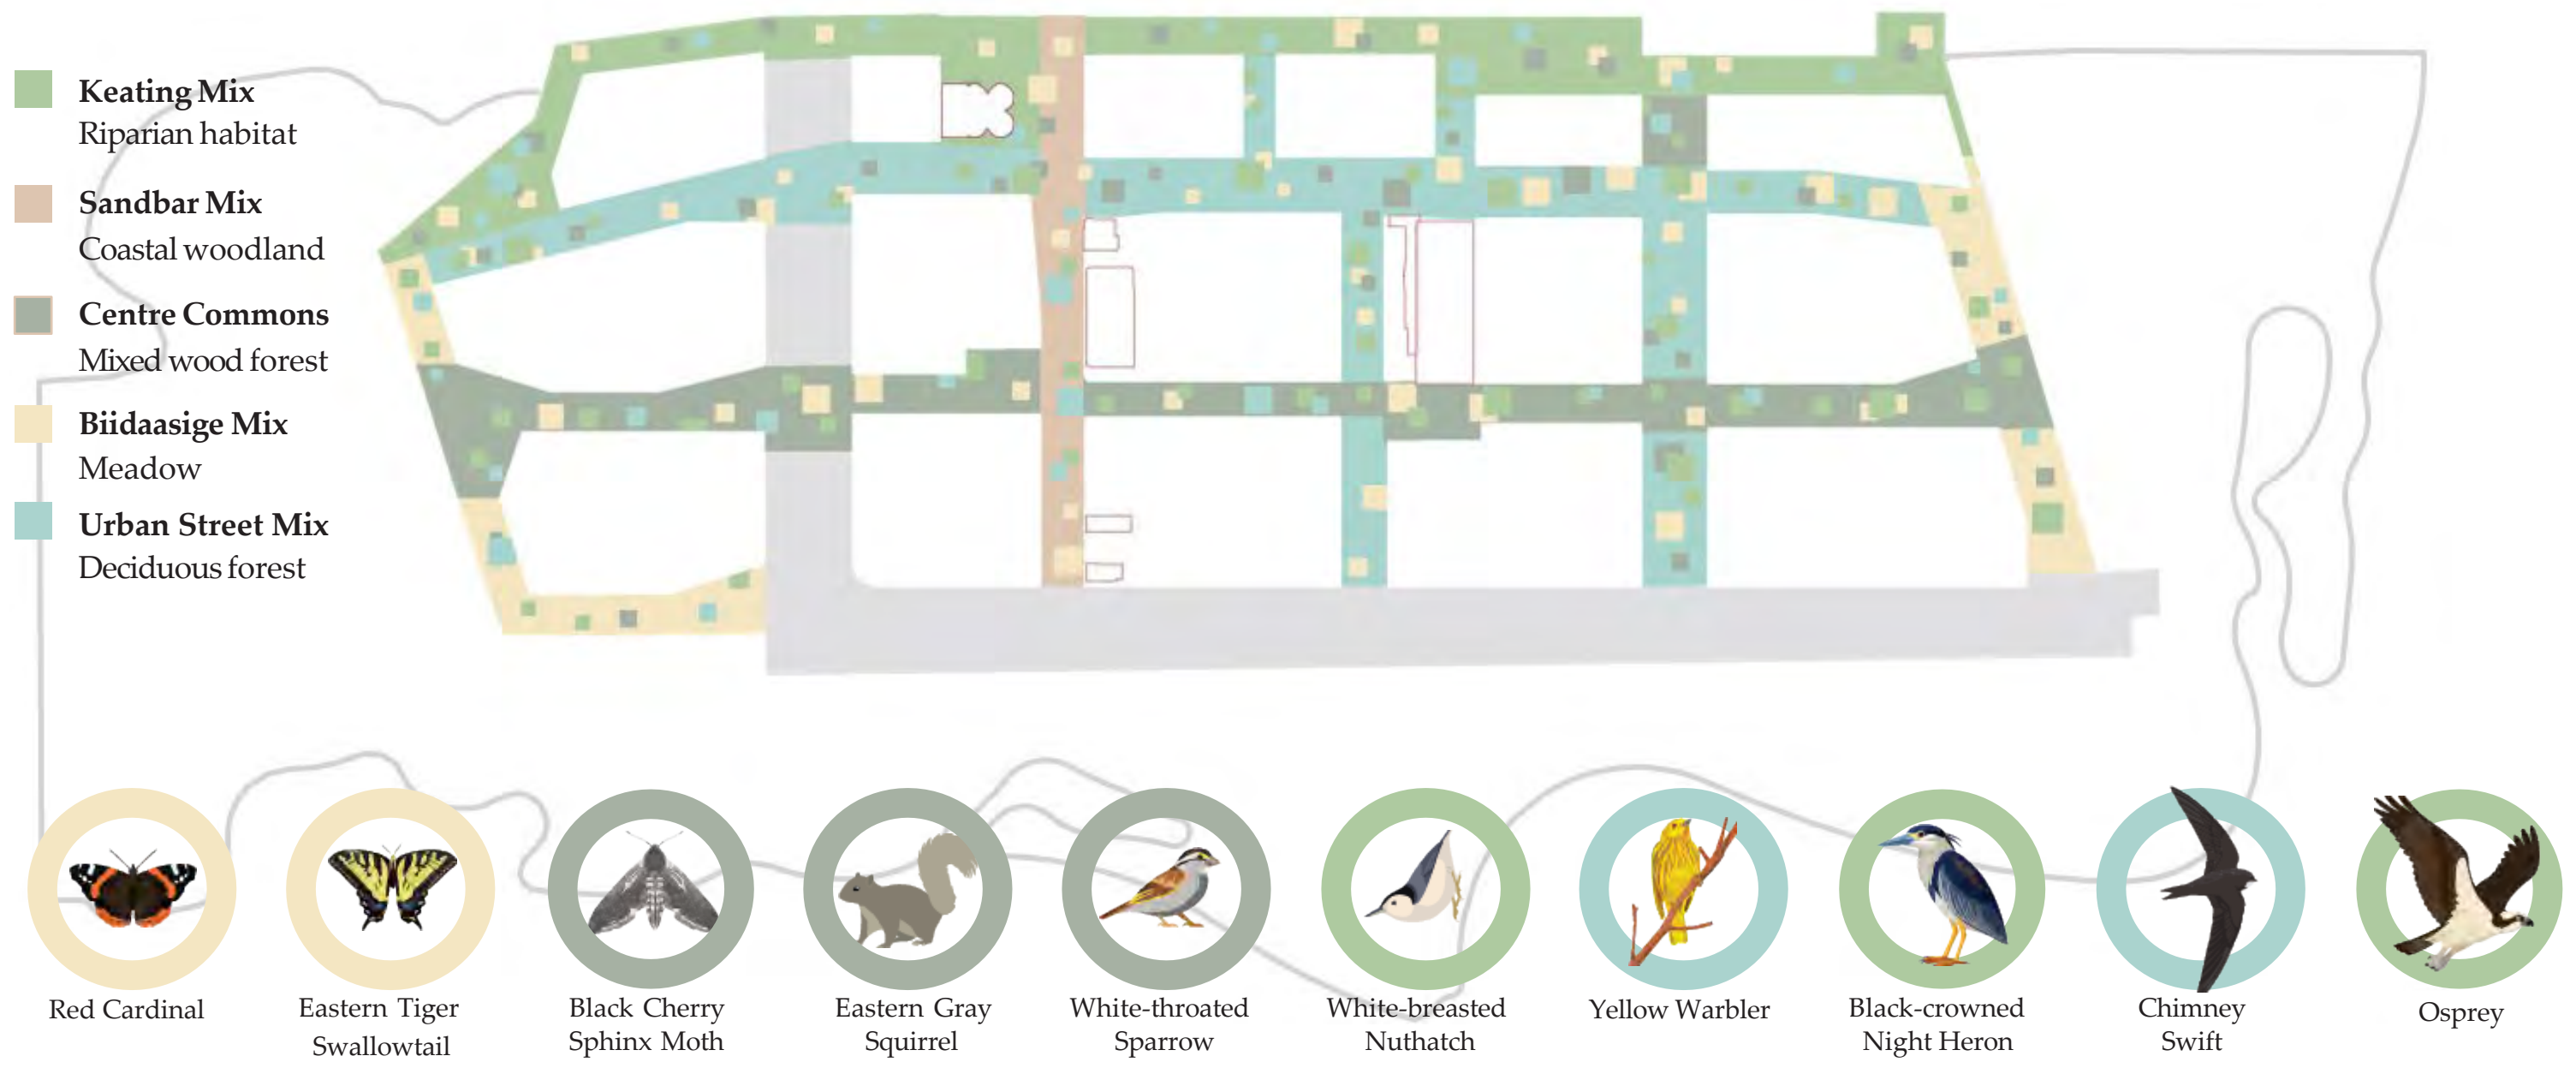 Keating Mix
Riparian habitat
Sandbar Mix
Coastal woodland
Centre Commons
Mixed wood forest
Biidaasige Mix
Meadow
Urban Street Mix
Deciduous forest
Red Cardinal
Eastern Tiger
Swallowtail
Black Cherry
Sphinx Moth
Eastern Gray
Squirrel
White-throated
Sparrow
White-breasted
Nuthatch
Yellow Warbler
Black-crowned
Night Heron
Chimney
Swift
Osprey